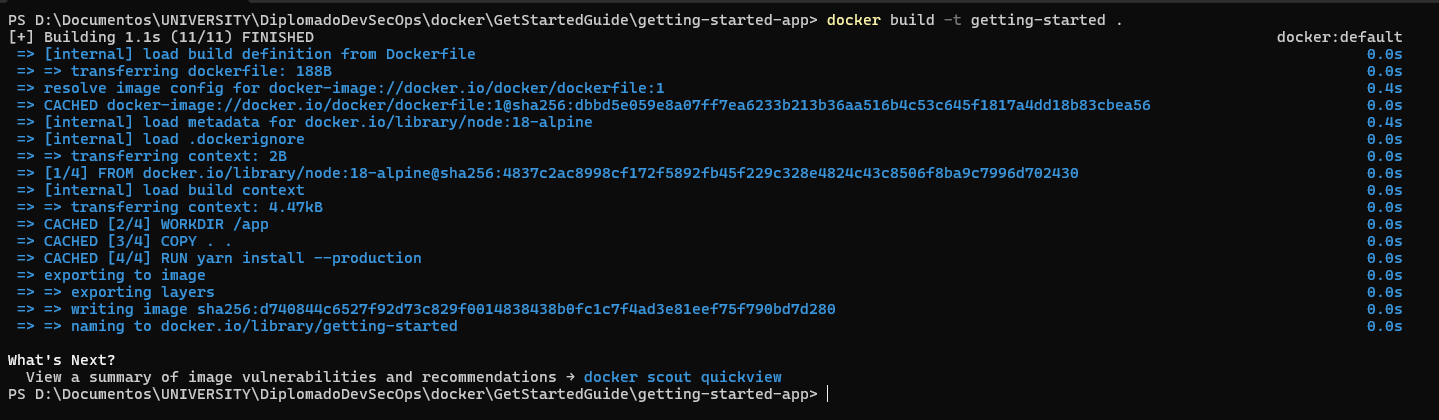 PS D:\Documentos\UNIVERSITY\DiplomadoDevSecOps\docker\GetStartedGuide\getting-started-app> docker build -t getting-started .
[+] Building 1.1s (11/11) FINISHED docker:default
=> [internal] load build definition from Dockerfile 0.0s
=> => transferring dockerfile: 188B 0.0s
=> resolve image config for docker-image://docker.io/docker/dockerfile:1 0.4s
=> CACHED docker-image://docker.io/docker/dockerfile:1@sha256:dbbd5e059e8a07ff7ea6233b213b36aa516b4c53c645f1817a4dd18b83cbea56 0.0s
=> [internal] load metadata for docker.io/library/node:18-alpine 0.4s
=> [internal] load .dockerignore 0.0s
=> => transferring context: 2B 0.0s
=> [1/4] FROM docker.io/library/node:18-alpine@sha256:4837c2ac8998cf172f5892fb45f229c328e4824c43c8506f8ba9c7996d702430 0.0s
=> [internal] load build context 0.0s
=> => transferring context: 4.47kB 0.0s
=> CACHED [2/4] WORKDIR /app 0.0s
=> CACHED [3/4] COPY . . 0.0s
=> CACHED [4/4] RUN yarn install --production 0.0s
=> exporting to image 0.0s
=> => exporting layers 0.0s
=> => writing image sha256:d740844c6527f92d73c829f0014838438b0fc1c7f4ad3e81eef75f790bd7d280 0.0s
=> => naming to docker.io/library/getting-started 0.0s
What's Next?
View a summary of image vulnerabilities and recommendations → docker scout quickview
PS D:\Documentos\UNIVERSITY\DiplomadoDevSecOps\docker\GetStartedGuide\getting-started-app>